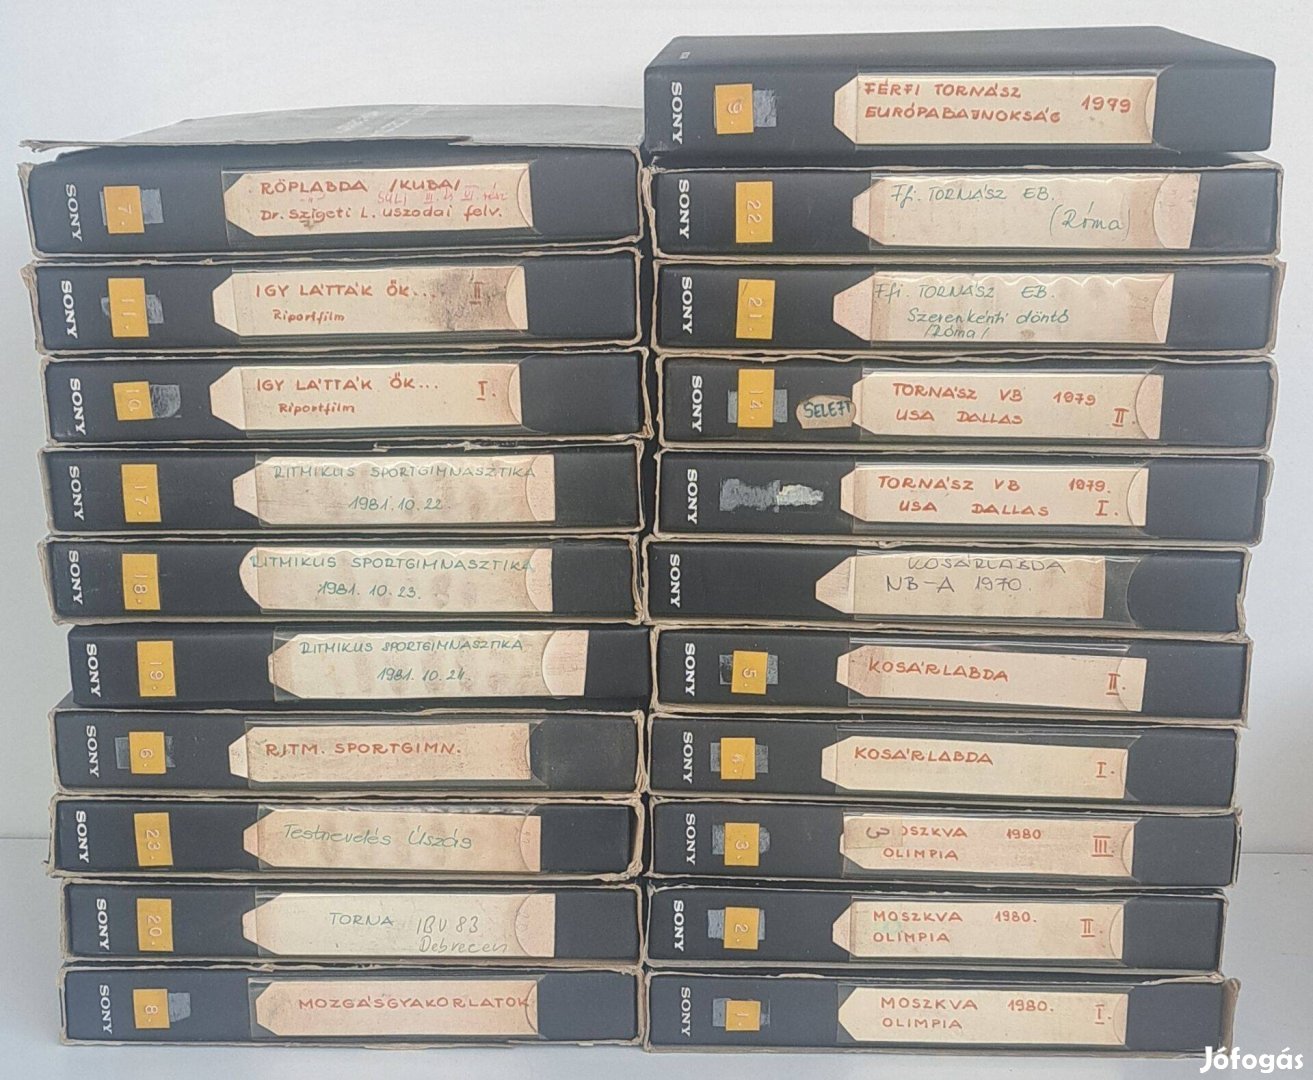 SONY
7.
RÖPLABDA /KUBA/
Dr. Szigeti L. uszodai felv.
SONY
11.
IGY LÁTTÁK ŐK... II.
Riportfilm
SONY
10.
IGY LÁTTÁK ŐK... I.
Riportfilm
SONY
17.
RITMIKUS SPORTGIMNASZTIKA
1981.10.22.
SONY
18.
RITMIKUS SPORTGIMNASZTIKA
1981.10.23.
SONY
19.
RITMIKUS SPORTGIMNASZTIKA
1981.10.24.
SONY
6.
RITM. SPORTGIMN.
SONY
23.
Testnevelés Úszás
SONY
20.
TORNA IBV 83
Debrecen
SONY
8.
MOZGÁSGYAKORLATOK
SONY
9.
FÉRFI TORNÁSZ 1979
EURÓPABAJNOKSÁG
SONY
22.
Ffi. TORNÁSZ EB.
(Róma)
SONY
21.
Ffi. TORNÁSZ EB.
Szerenkénti döntő
/Róma/
SONY
14.
SELEJT
TORNÁSZ VB 1979
USA DALLAS II.
SONY
TORNÁSZ VB 1979.
USA DALLAS I.
SONY
KOSÁRLABDA
NB-A 1970.
SONY
5.
KOSÁRLABDA II.
SONY
4.
KOSÁRLABDA I.
SONY
3.
3
OSZKVA 1980 III.
OLIMPIA
SONY
2.
MOSZKVA 1980. II.
OLIMPIA
SONY
1.
MOSZKVA 1980. I.
OLIMPIA
Jófogás